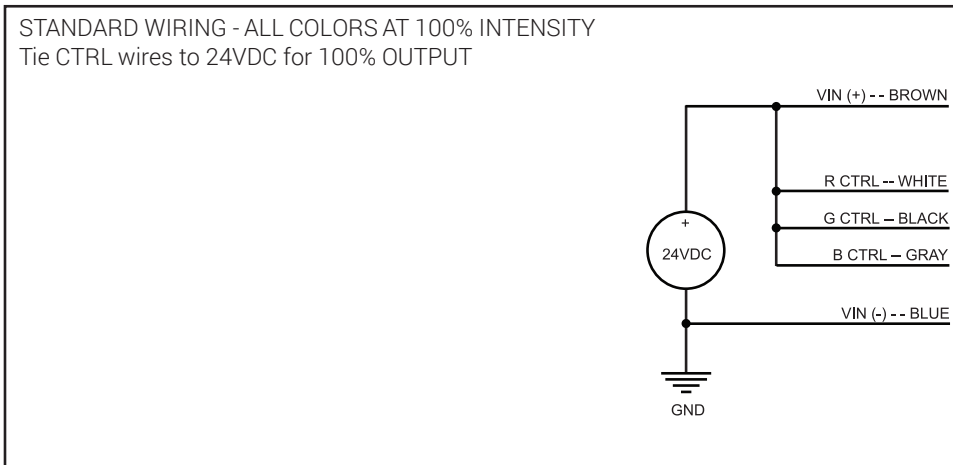 STANDARD WIRING - ALL COLORS AT 100% INTENSITY
Tie CTRL wires to 24VDC for 100% OUTPUT
VIN (+) - - BROWN
R CTRL -- WHITE
G CTRL – BLACK
+
24VDC
B CTRL – GRAY
VIN (-) - - BLUE
GND